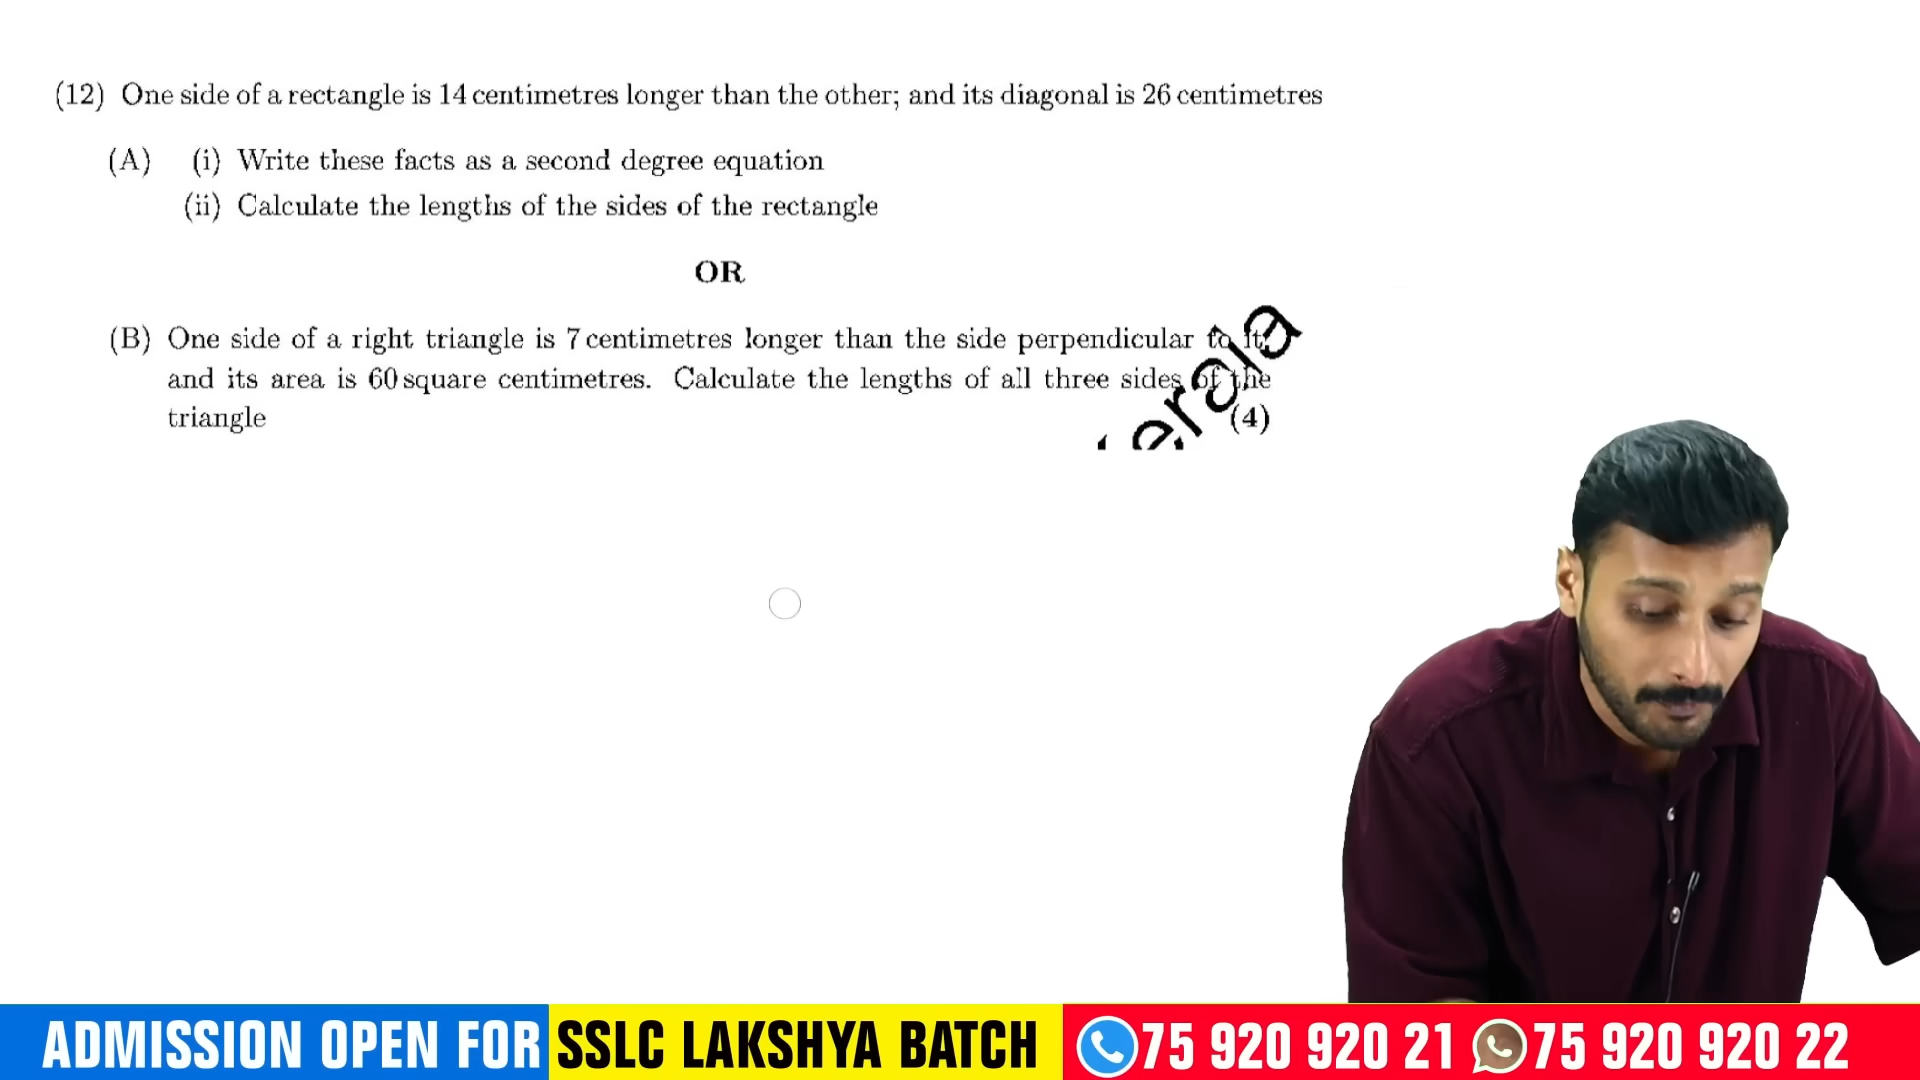 (12) One side of a rectangle is 14 centimetres longer than the other; and its diagonal is 26 centimetres
(A) (i) Write these facts as a second degree equation
(ii) Calculate the lengths of the sides of the rectangle
OR
(B) One side of a right triangle is 7 centimetres longer than the side perpendicular to it,
and its area is 60 square centimetres. Calculate the lengths of all three sides of the
triangle (4)
erala
ADMISSION OPEN FOR SSLC LAKSHYA BATCH 75 920 920 21 75 920 920 22